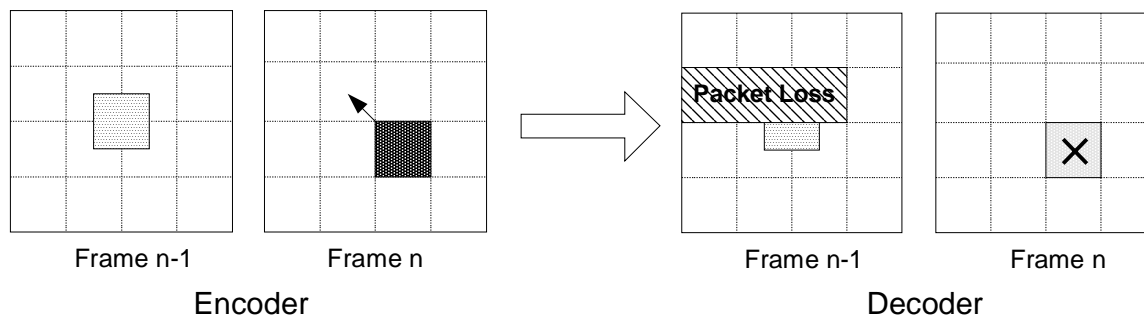 Packet Loss
Frame n-1
Frame n
Frame n-1
Frame n
Encoder
Decoder